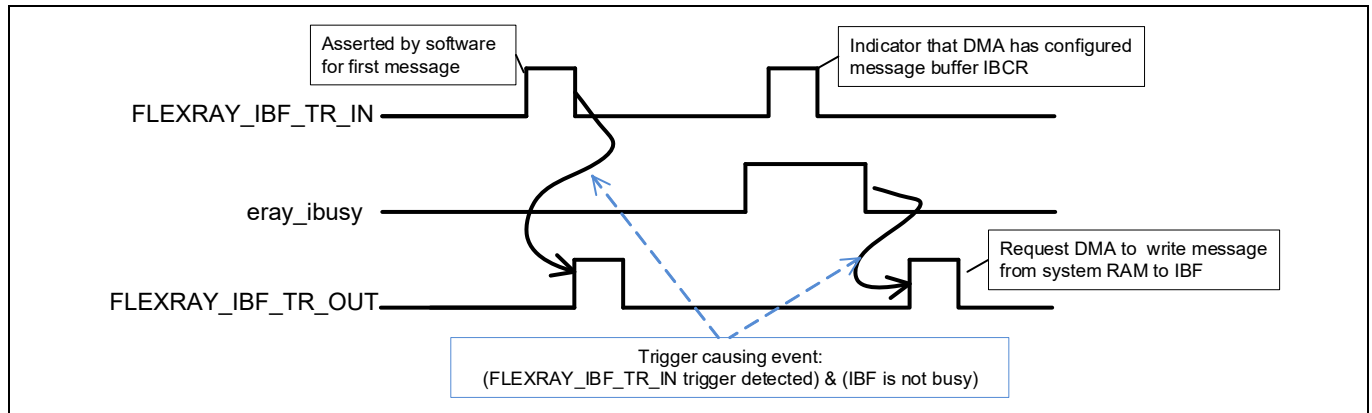 Asserted by software
for first message
Indicator that DMA has configured
message buffer IBCR
FLEXRAY_IBF_TR_IN
eray_ibusy
Request DMA to write message
from system RAM to IBF
FLEXRAY_IBF_TR_OUT
Trigger causing event:
(FLEXRAY_IBF_TR_IN trigger detected) & (IBF is not busy)